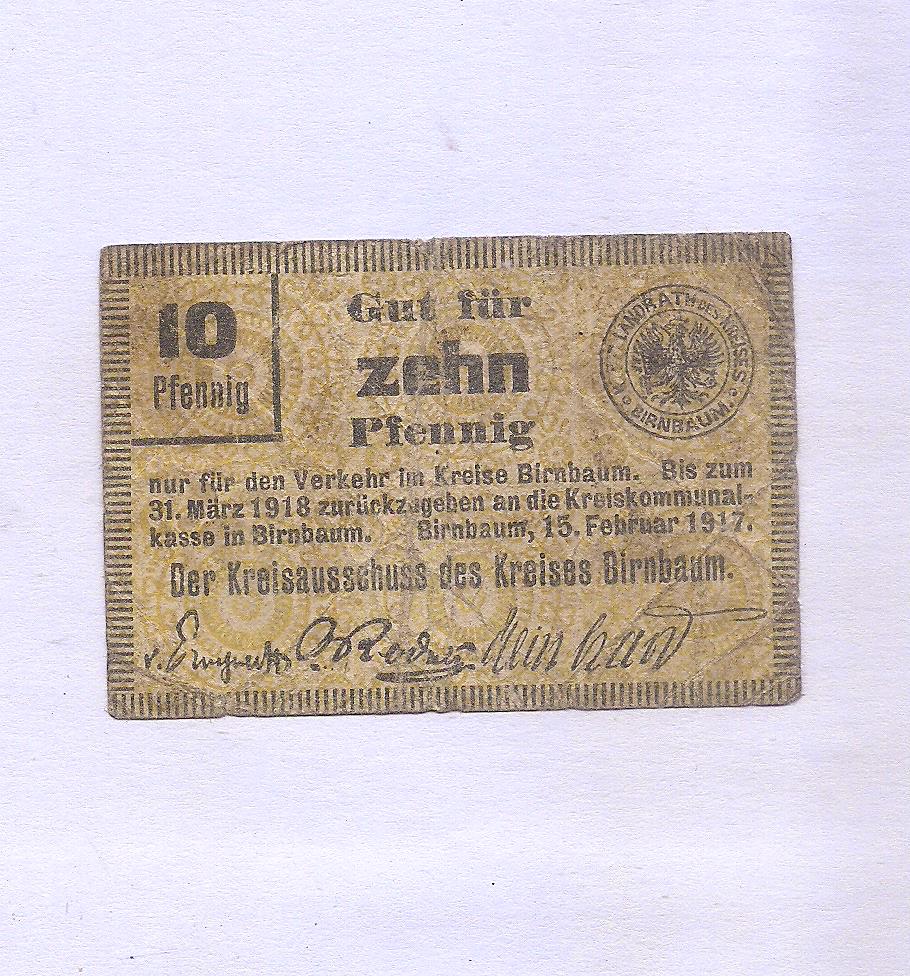 10
Pfennig
Gut für
zehn
Pfennig
LANDRATH DES KREISES
BIRNBAUM
nur für den Verkehr im Kreise Birnbaum. Bis zum
31. März 1918 zurückzugeben an die Kreiskommunal-
kasse in Birnbaum. Birnbaum, 15. Februar 1917.
Der Kreisausschuss des Kreises Birnbaum.
v.